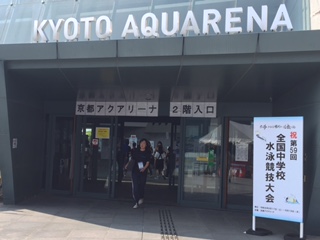 KYOTO AQUARENA
京都アクアリーナ 2階入口
祝 第59回
全国中学校
水泳競技大会